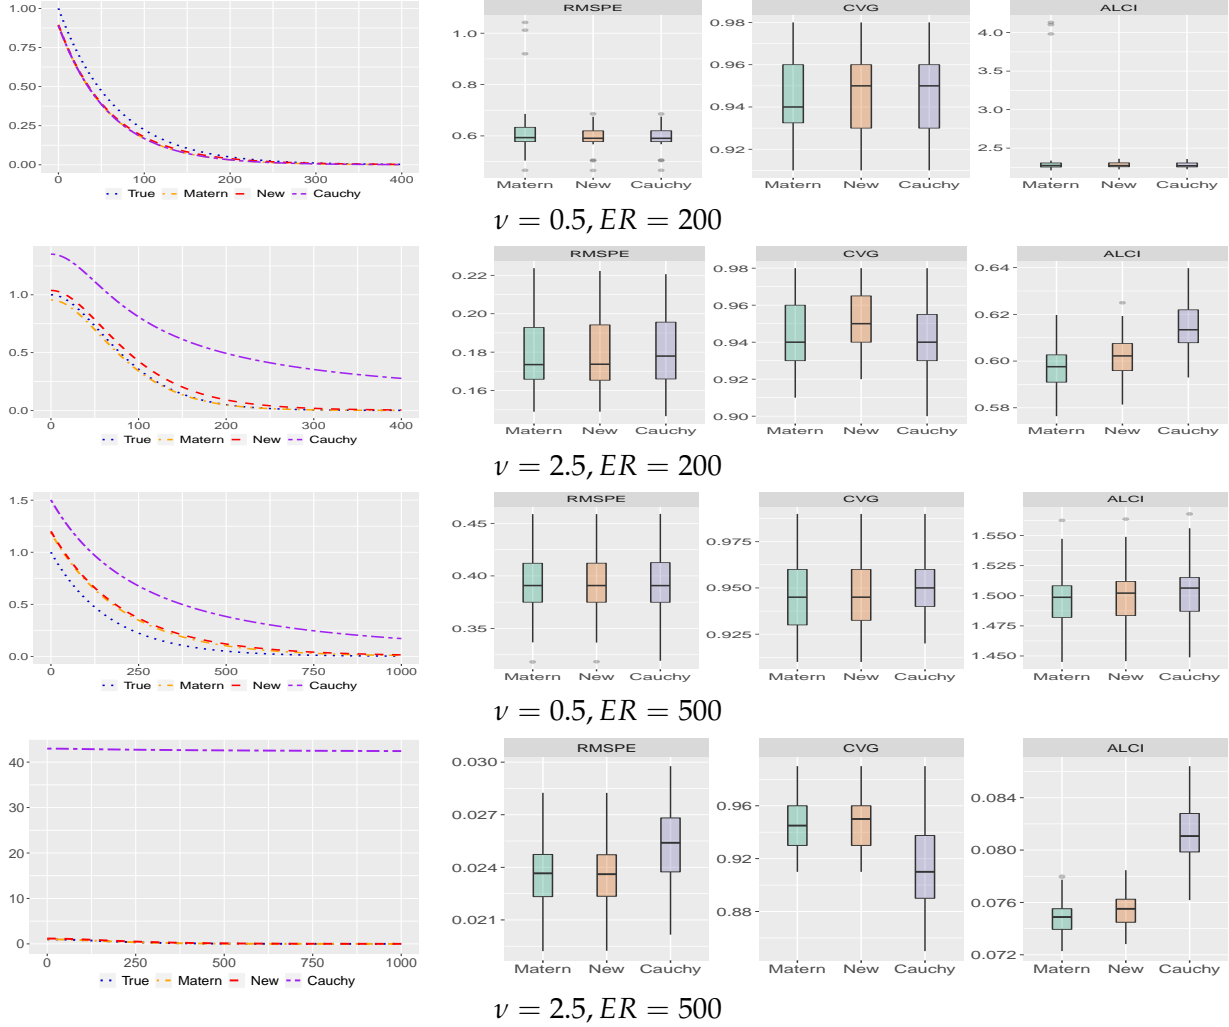 RMSPE CVG ALCI
1.00
0.75
0.50
0.25
0.00
0 100 200 300 400
True Matern New Cauchy
1.0
0.8
0.6
Matern New Cauchy
0.98
0.96
0.94
0.92
Matern New Cauchy
4.0
3.5
3.0
2.5
Matern New Cauchy
ν = 0.5, ER = 200
RMSPE CVG ALCI
1.0
0.5
0.0
0 100 200 300 400
True Matern New Cauchy
0.22
0.20
0.18
0.16
Matern New Cauchy
0.98
0.96
0.94
0.92
0.90
Matern New Cauchy
0.64
0.62
0.60
0.58
Matern New Cauchy
ν = 2.5, ER = 200
RMSPE CVG ALCI
1.5
1.0
0.5
0.0
0 250 500 750 1000
True Matern New Cauchy
0.45
0.40
0.35
Matern New Cauchy
0.975
0.950
0.925
Matern New Cauchy
1.550
1.525
1.500
1.475
1.450
Matern New Cauchy
ν = 0.5, ER = 500
RMSPE CVG ALCI
40
30
20
10
0
0 250 500 750 1000
True Matern New Cauchy
0.030
0.027
0.024
0.021
Matern New Cauchy
0.96
0.92
0.88
Matern New Cauchy
0.084
0.080
0.076
0.072
Matern New Cauchy
ν = 2.5, ER = 500